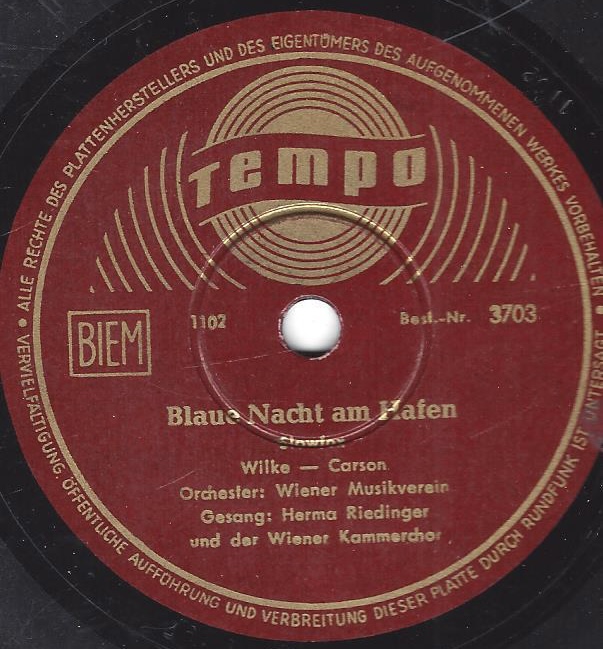 ALLE RECHTE DES PLATTENHERSTELLERS UND DES EIGENTÜMERS DES AUFGENOMMENEN WERKES VORBEHALTEN •
Tempo
BIEM
1102
Best.-Nr. 3703
Blaue Nacht am Hafen
Slowfox
Wilke — Carson
Orchester: Wiener Musikverein
Gesang: Herma Riedinger
und der Wiener Kammerchor
• VERVIELFÄLTIGUNG, ÖFFENTLICHE AUFFÜHRUNG UND VERBREITUNG DIESER PLATTE DURCH RUNDFUNK IST UNTERSAGT